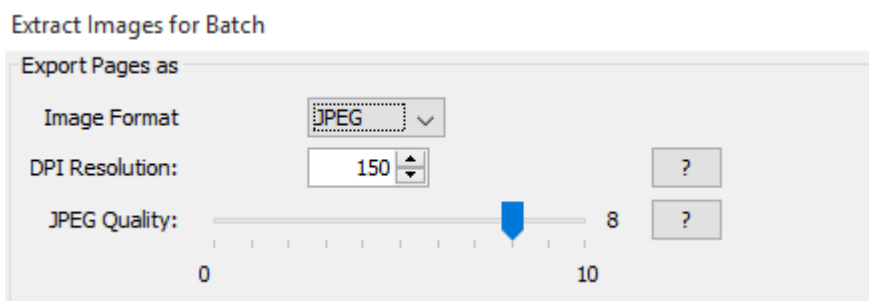 Extract Images for Batch
Export Pages as
Image Format JPEG
DPI Resolution: 150 ?
JPEG Quality: 8 ?
0 10